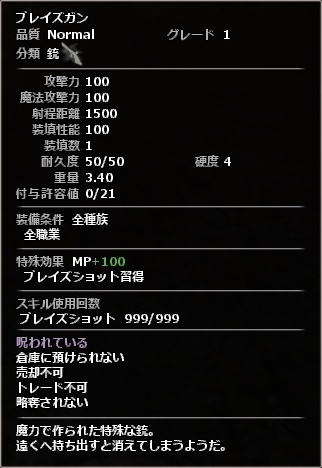 ブレイズガン
品質 Normal グレード 1
分類 銃
攻撃力 100
魔法攻撃力 100
射程距離 1500
装填性能 100
装填数 1
耐久度 50/50 硬度 4
重量 3.40
付与許容値 0/21
装備条件 全種族
全職業
特殊効果 MP+100
ブレイズショット習得
スキル使用回数
ブレイズショット 999/999
呪われている
倉庫に預けられない
売却不可
トレード不可
略奪されない
魔力で作られた特殊な銃。
遠くへ持ち出すと消えてしまうようだ。